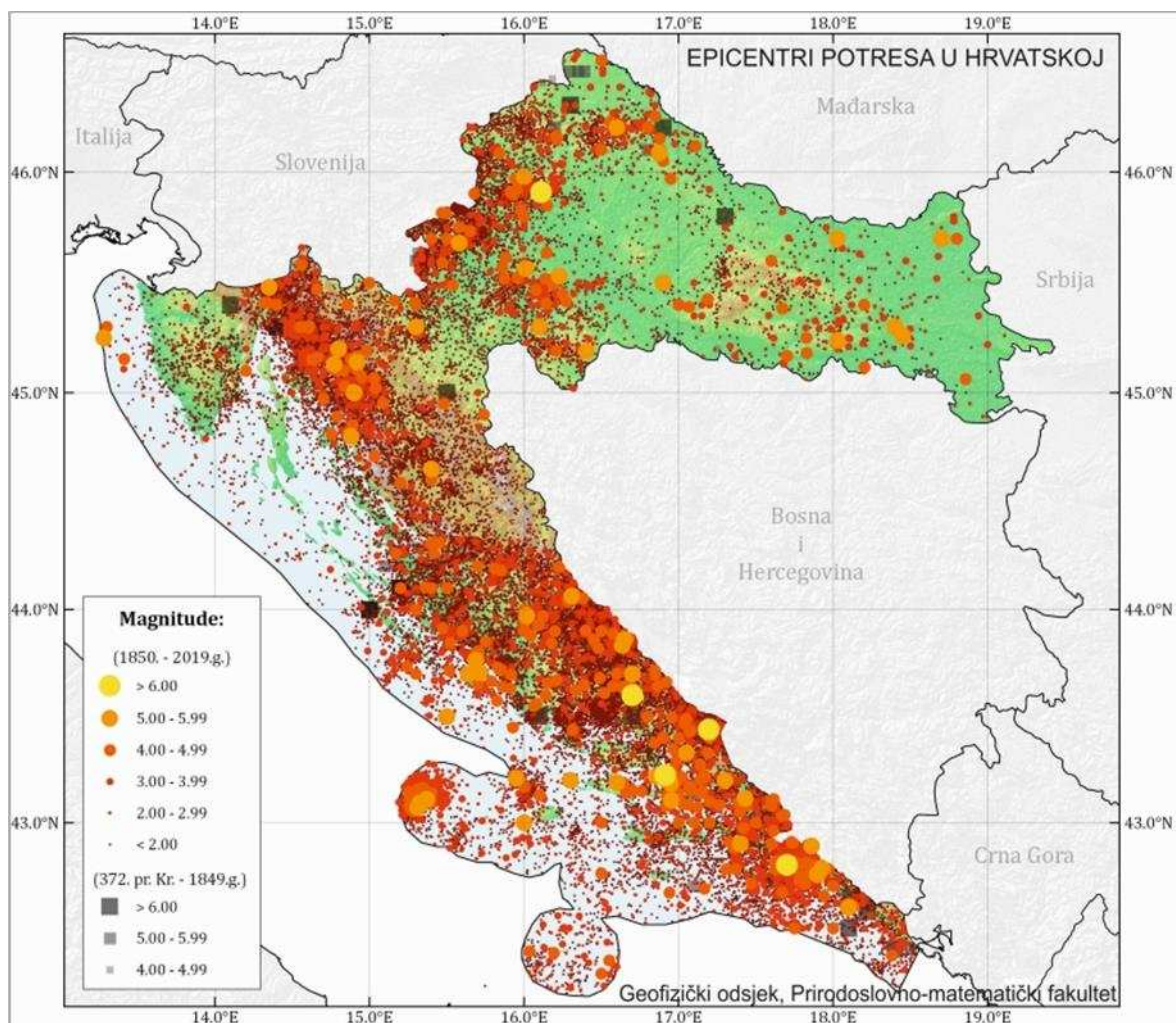 14.0°E 15.0°E 16.0°E 17.0°E 18.0°E 19.0°E
EPICENTRI POTRESA U HRVATSKOJ
Mađarska
Italija
Slovenija
46.0°N 46.0°N
Srbija
45.0°N 45.0°N
Bosna
i
Hercegovina
44.0°N 44.0°N
Magnitude:
(1850. - 2019.g.)
> 6.00
5.00 - 5.99
4.00 - 4.99
3.00 - 3.99
2.00 - 2.99
< 2.00
(372. pr. Kr. - 1849.g.)
> 6.00
5.00 - 5.99
4.00 - 4.99
43.0°N 43.0°N
Crna Gora
Geofizički odsjek, Prirodoslovno-matematički fakultet
14.0°E 15.0°E 16.0°E 17.0°E 18.0°E 19.0°E